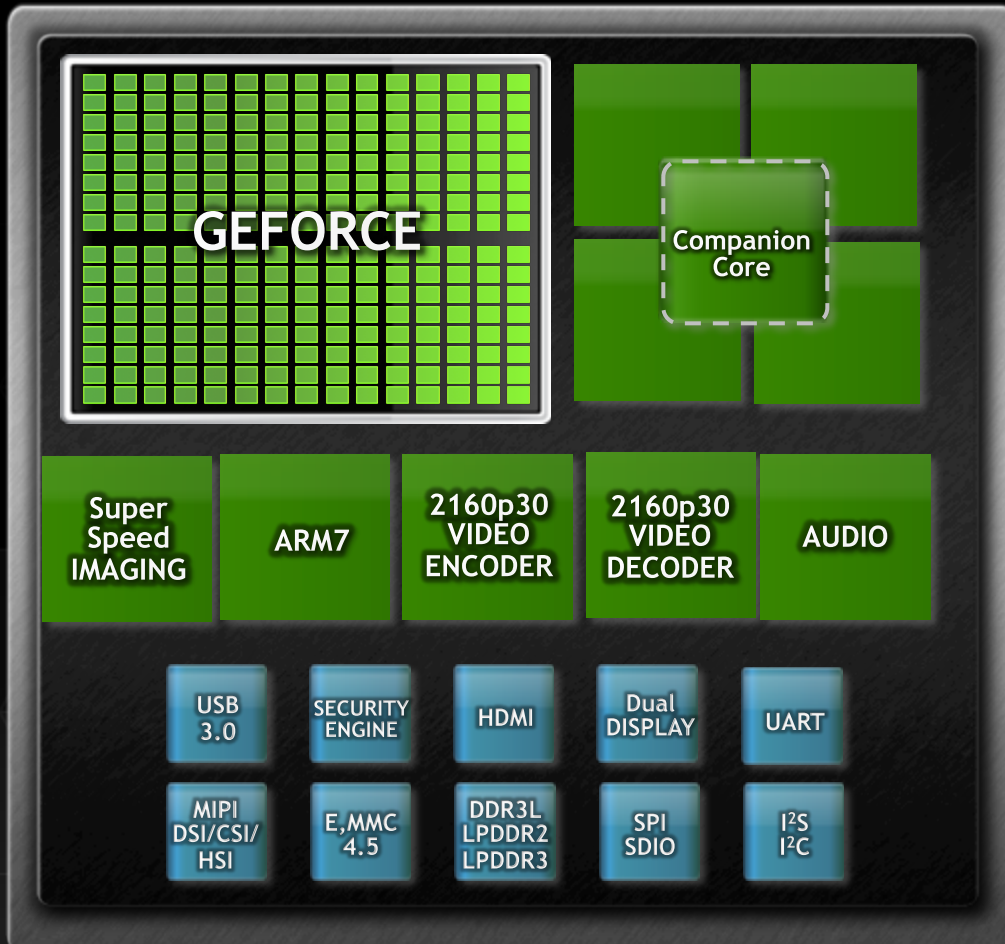 GEFORCE
Companion
Core
Super
Speed
IMAGING
ARM7
2160p30
VIDEO
ENCODER
2160p30
VIDEO
DECODER
AUDIO
USB
3.0
SECURITY
ENGINE
HDMI
Dual
DISPLAY
UART
MIPI
DSI/CSI/
HSI
E,MMC
4.5
DDR3L
LPDDR2
LPDDR3
SPI
SDIO
I²S
I²C